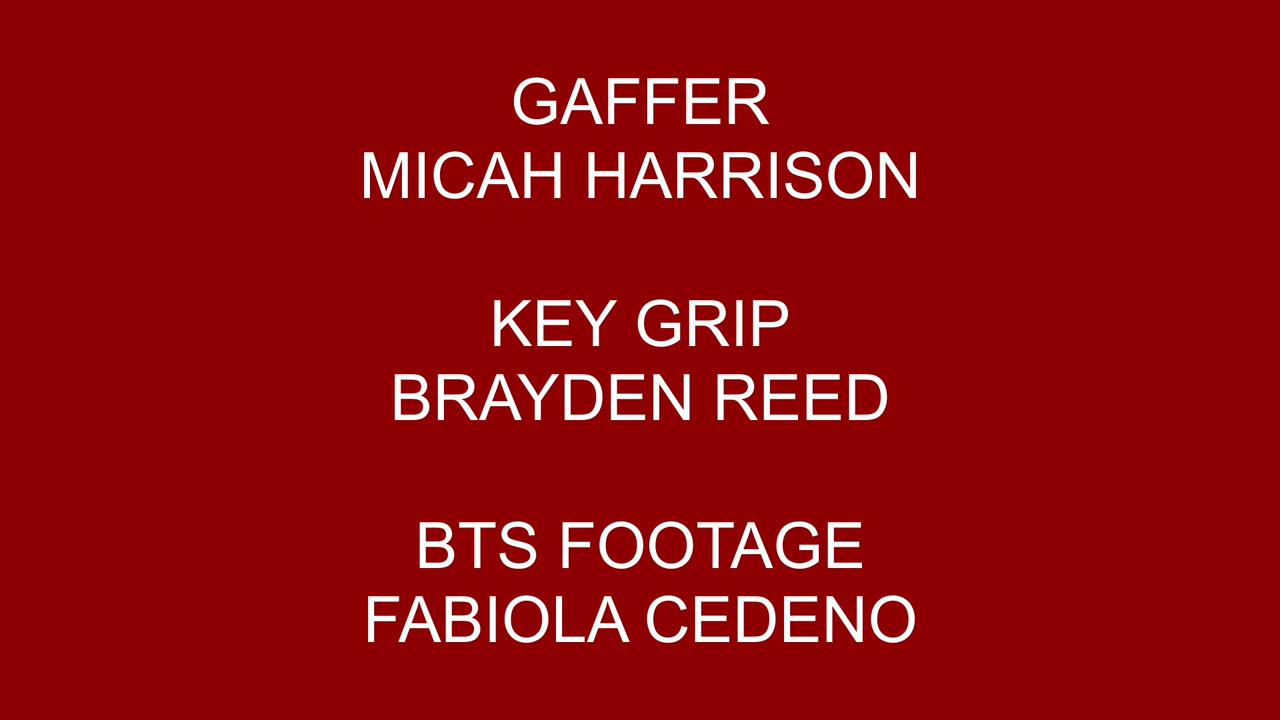 GAFFER
MICAH HARRISON
KEY GRIP
BRAYDEN REED
BTS FOOTAGE
FABIOLA CEDENO